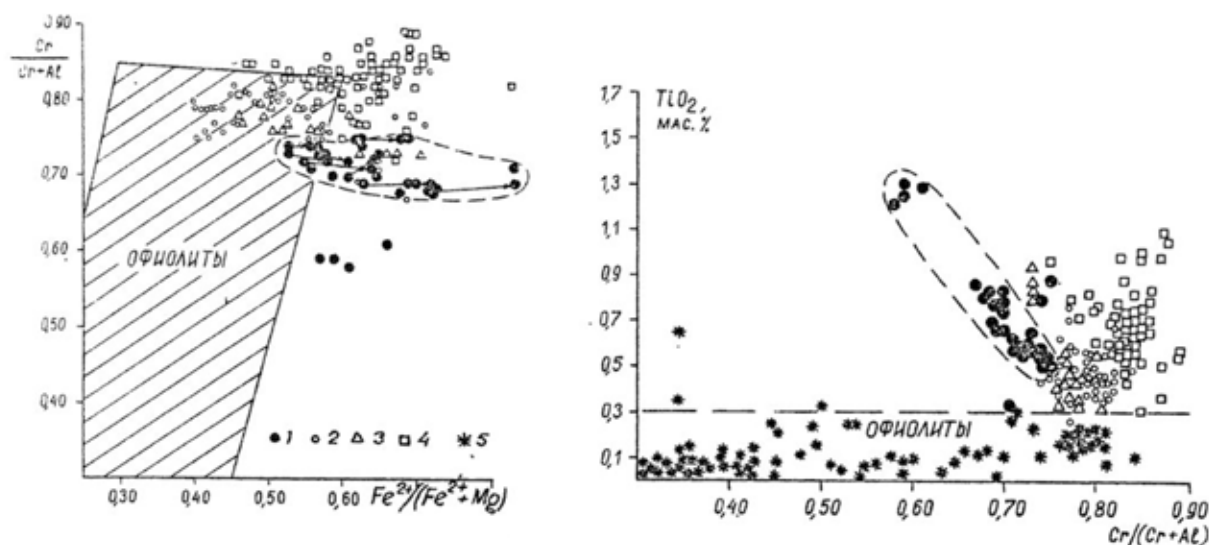 0,90
Cr
Cr+Al
0,80
0,70
0,60
0,50
0,40
ОФИОЛИТЫ
1 2 3 4 5
0,30 0,40 0,50 0,60
Fe²⁺/(Fe²⁺+Mg)
TiO₂,
МАС. %
1,7
1,5
1,3
1,1
0,9
0,7
0,5
0,3
0,1
ОФИОЛИТЫ
0,40 0,50 0,60 0,70 0,80 0,90
Cr/(Cr+Al)